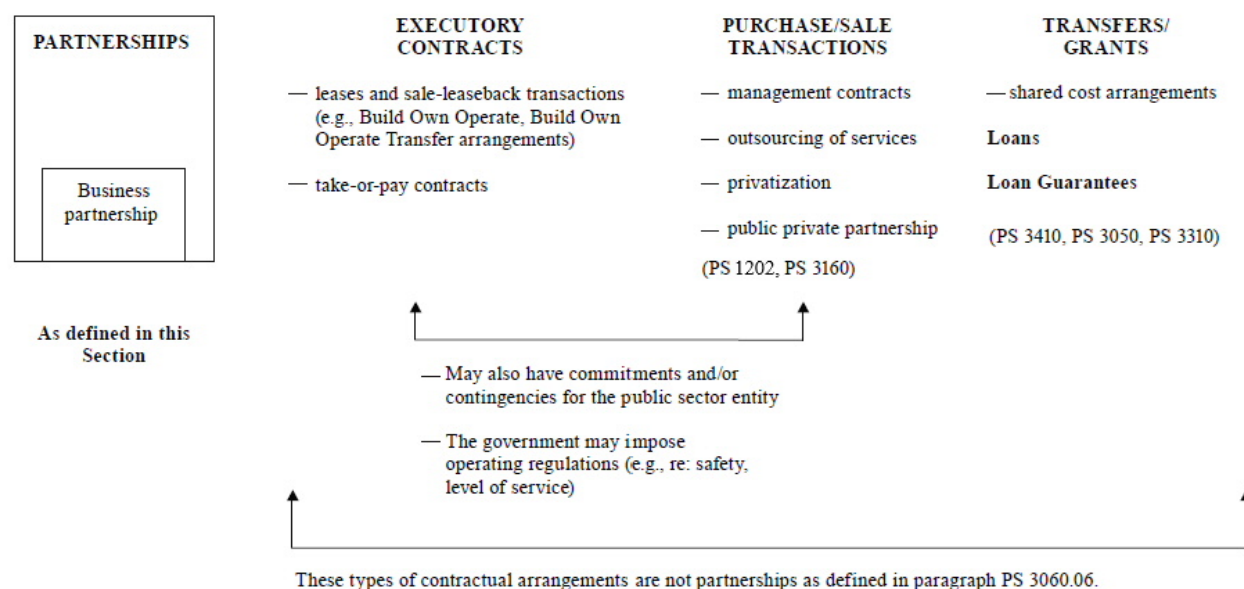 PARTNERSHIPS
Business
partnership
As defined in this
Section
EXECUTORY
CONTRACTS
— leases and sale-leaseback transactions
(e.g., Build Own Operate, Build Own
Operate Transfer arrangements)
— take-or-pay contracts
PURCHASE/SALE
TRANSACTIONS
— management contracts
— outsourcing of services
— privatization
— public private partnership
(PS 1202, PS 3160)
TRANSFERS/
GRANTS
— shared cost arrangements
Loans
Loan Guarantees
(PS 3410, PS 3050, PS 3310)
— May also have commitments and/or
contingencies for the public sector entity
— The government may impose
operating regulations (e.g., re: safety,
level of service)
These types of contractual arrangements are not partnerships as defined in paragraph PS 3060.06.